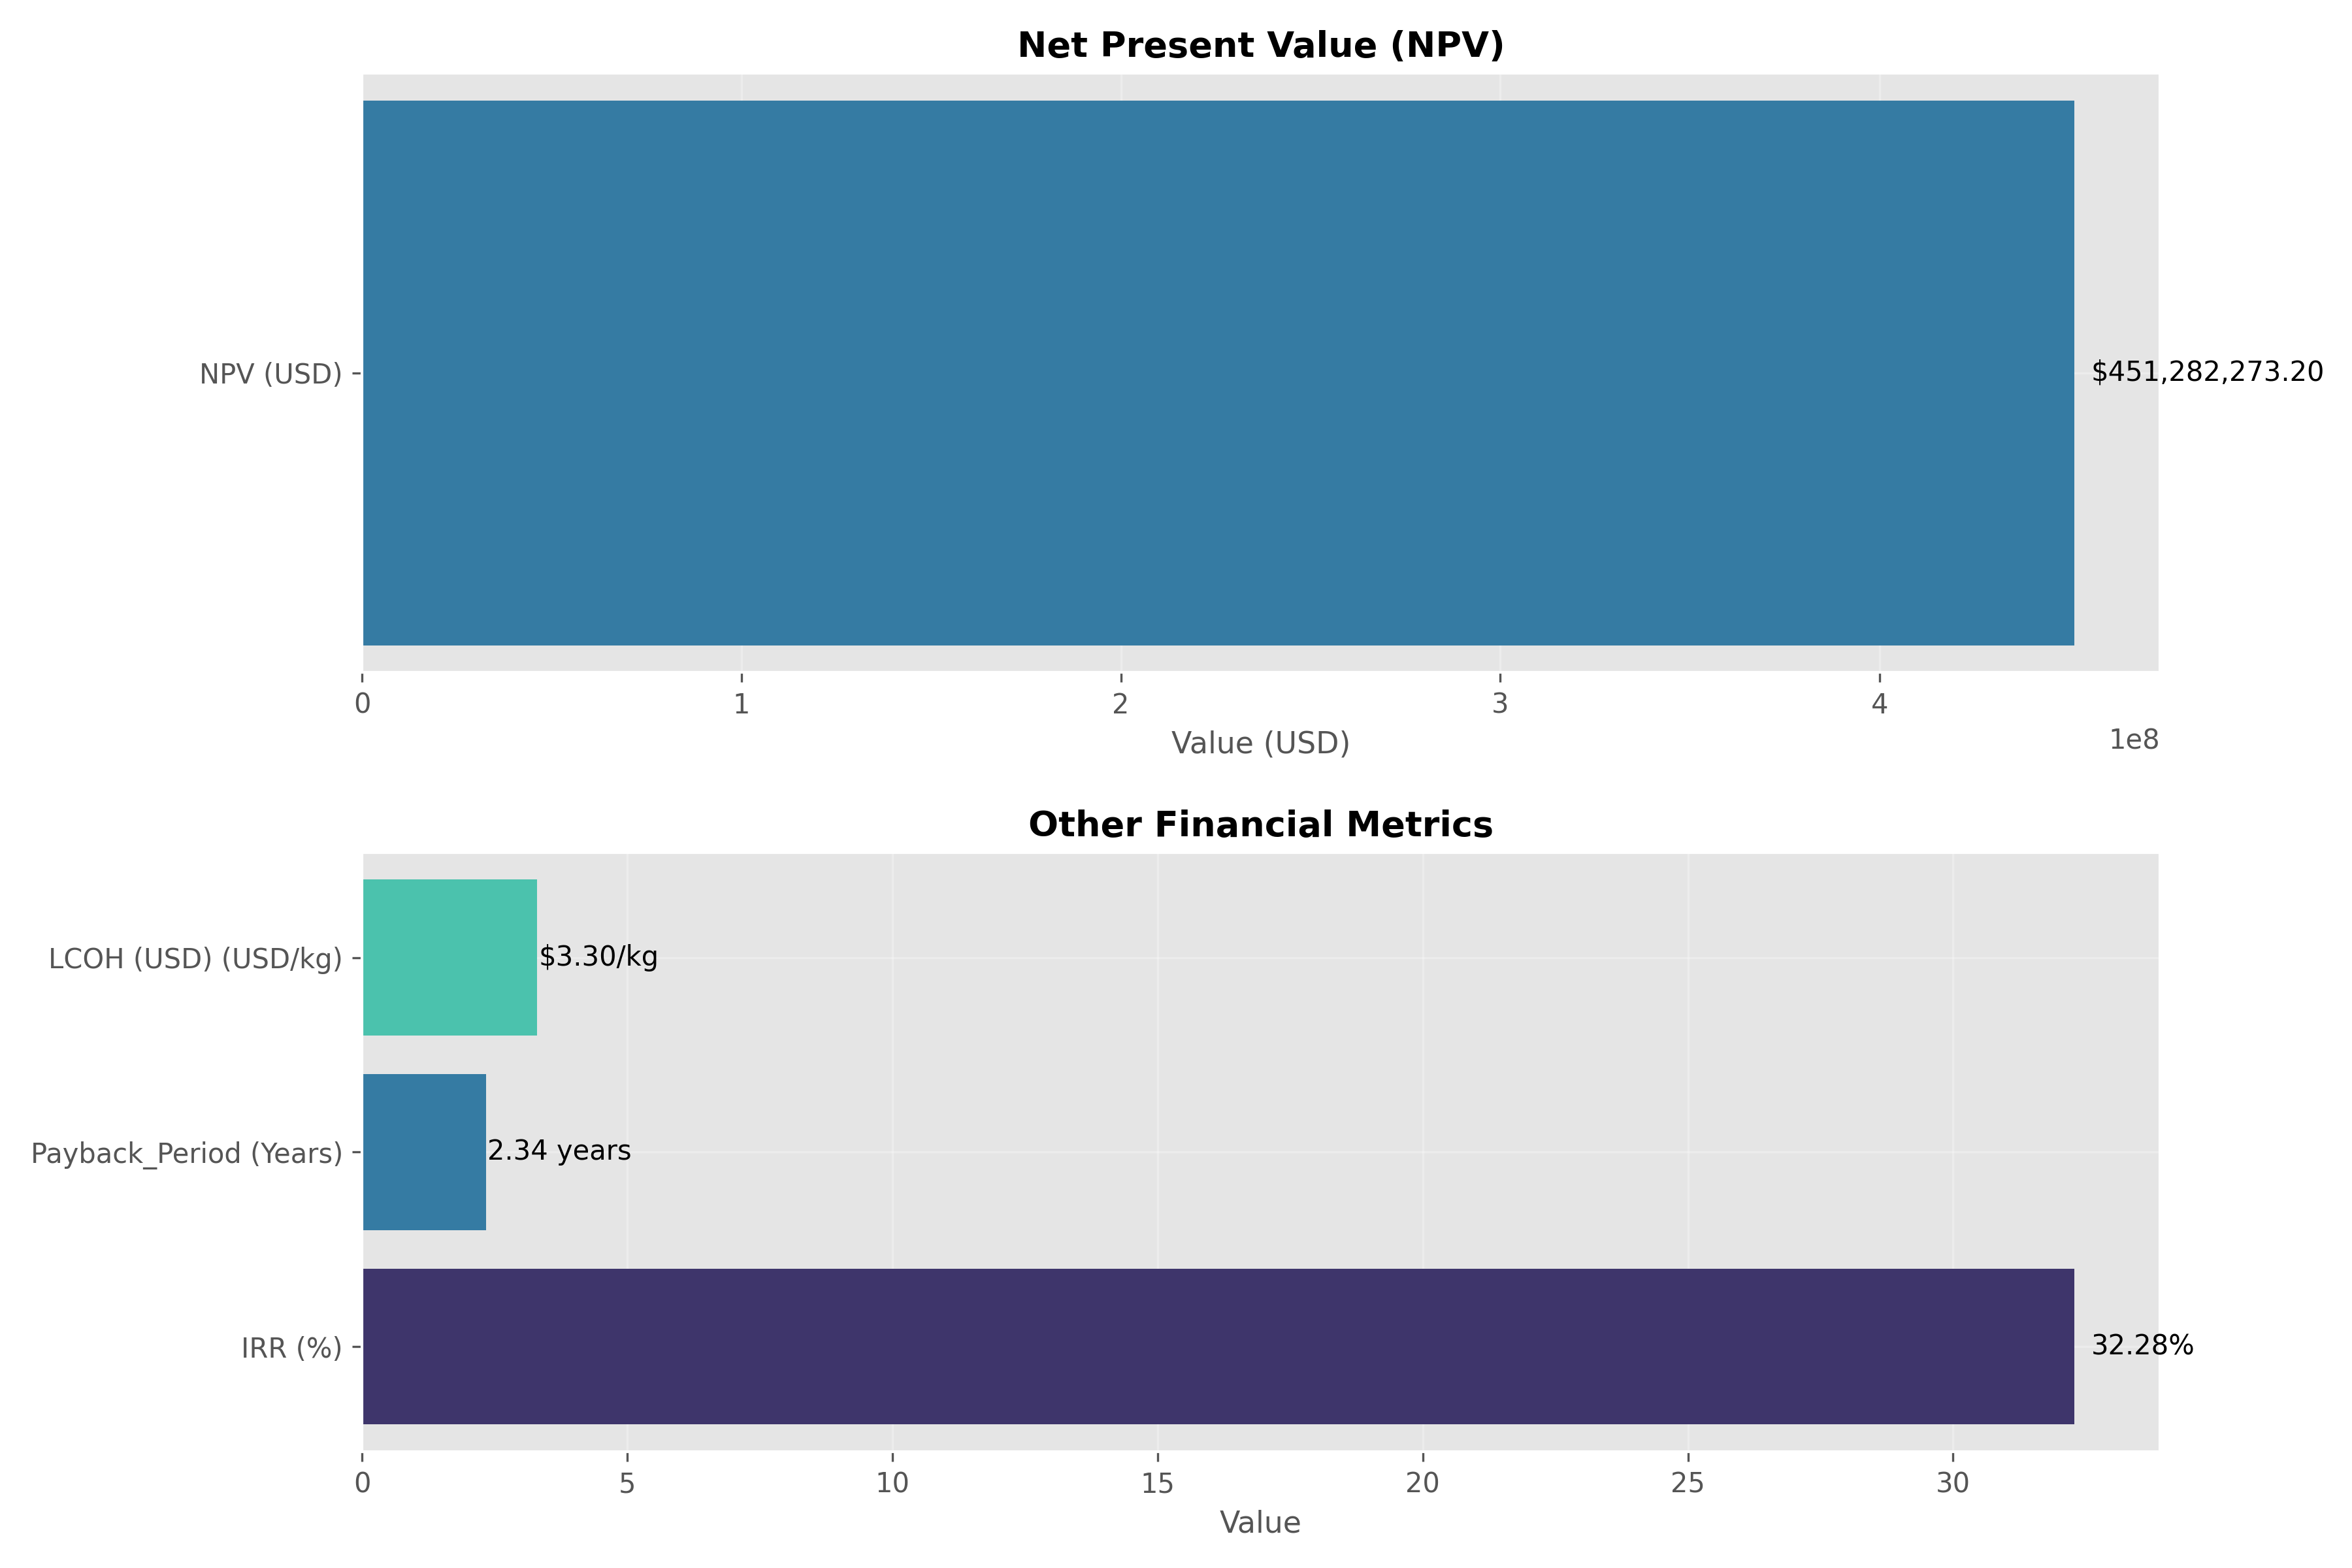 Net Present Value (NPV)
NPV (USD)
$451,282,273.20
0 1 2 3 4
Value (USD)
1e8
Other Financial Metrics
LCOH (USD) (USD/kg)
$3.30/kg
Payback_Period (Years)
2.34 years
IRR (%)
32.28%
0 5 10 15 20 25 30
Value